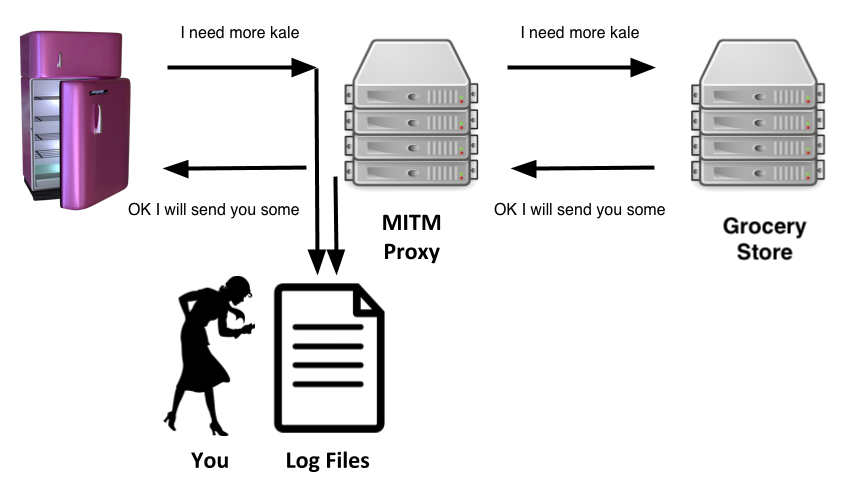 I need more kale
I need more kale
OK I will send you some
OK I will send you some
MITM
Proxy
Grocery
Store
You
Log Files